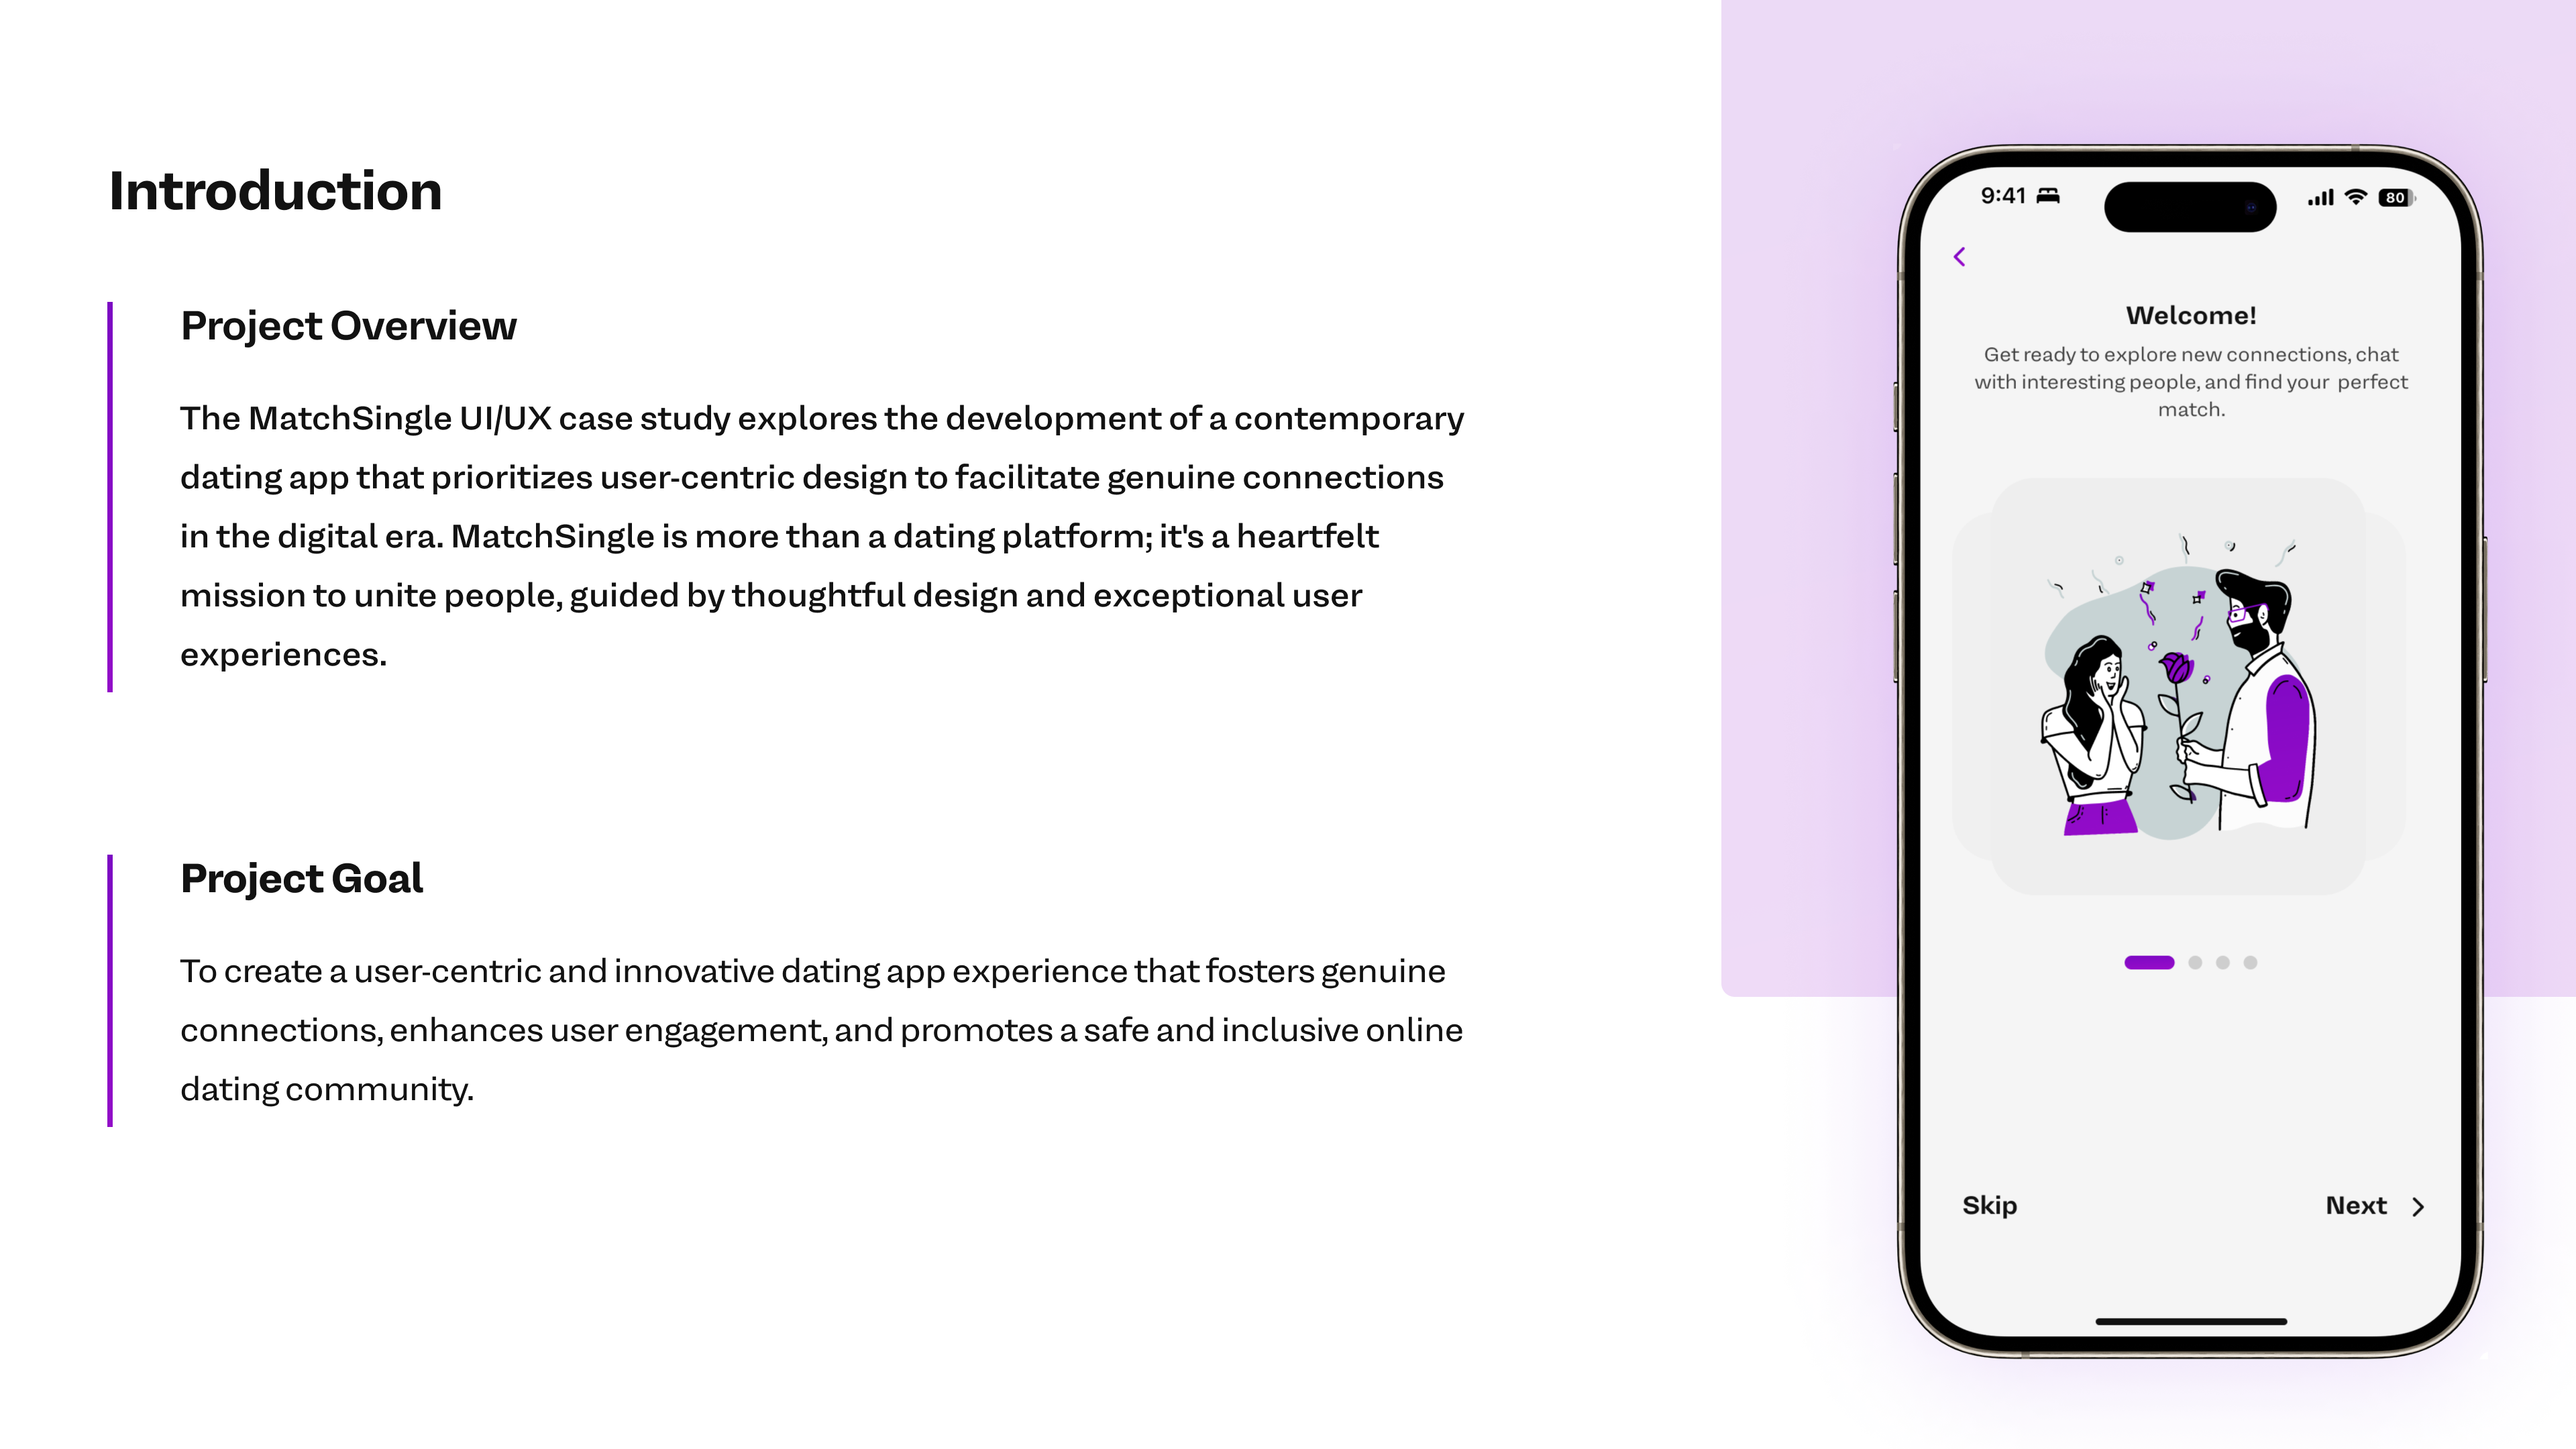 Introduction
Project Overview
The MatchSingle UI/UX case study explores the development of a contemporary
dating app that prioritizes user-centric design to facilitate genuine connections
in the digital era. MatchSingle is more than a dating platform; it's a heartfelt
mission to unite people, guided by thoughtful design and exceptional user
experiences.
Project Goal
To create a user-centric and innovative dating app experience that fosters genuine
connections, enhances user engagement, and promotes a safe and inclusive online
dating community.
9:41
80
Welcome!
Get ready to explore new connections, chat
with interesting people, and find your perfect
match.
Skip
Next